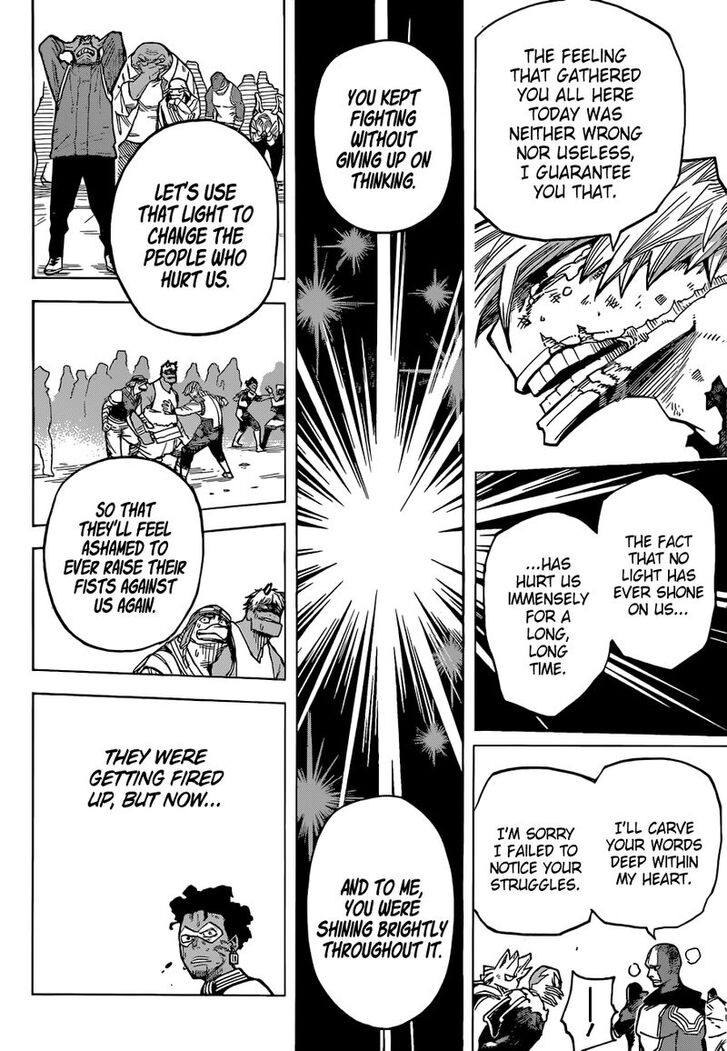 THE FEELING
THAT GATHERED
YOU ALL HERE
TODAY WAS
NEITHER WRONG
NOR USELESS,
I GUARANTEE
YOU THAT.
THE FACT
THAT NO
LIGHT HAS
EVER SHONE
ON US...
...HAS
HURT US
IMMENSELY
FOR A
LONG,
LONG
TIME.
I'LL CARVE
YOUR WORDS
DEEP WITHIN
MY HEART.
I'M SORRY
I FAILED TO
NOTICE YOUR
STRUGGLES.
!
YOU KEPT
FIGHTING
WITHOUT
GIVING UP ON
THINKING.
AND TO ME,
YOU WERE
SHINING BRIGHTLY
THROUGHOUT IT.
LET'S USE
THAT LIGHT TO
CHANGE THE
PEOPLE WHO
HURT US.
SO THAT
THEY'LL FEEL
ASHAMED TO
EVER RAISE THEIR
FISTS AGAINST
US AGAIN.
THEY WERE
GETTING FIRED
UP, BUT NOW...